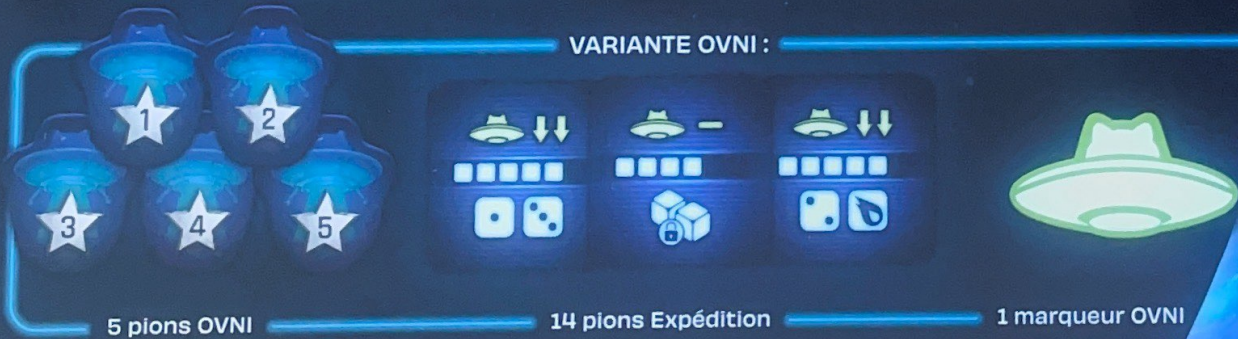 VARIANTE OVNI :
1
2
3
4
5
5 pions OVNI
14 pions Expédition
1 marqueur OVNI